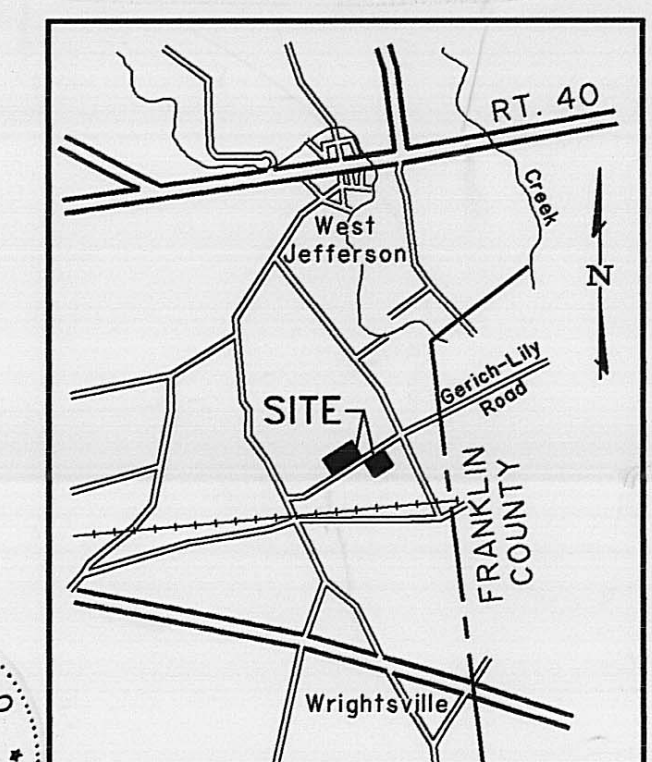 RT. 40
Creek
West
Jefferson
N
Gerich-Lily
Road
SITE
FRANKLIN
COUNTY
Wrightsville